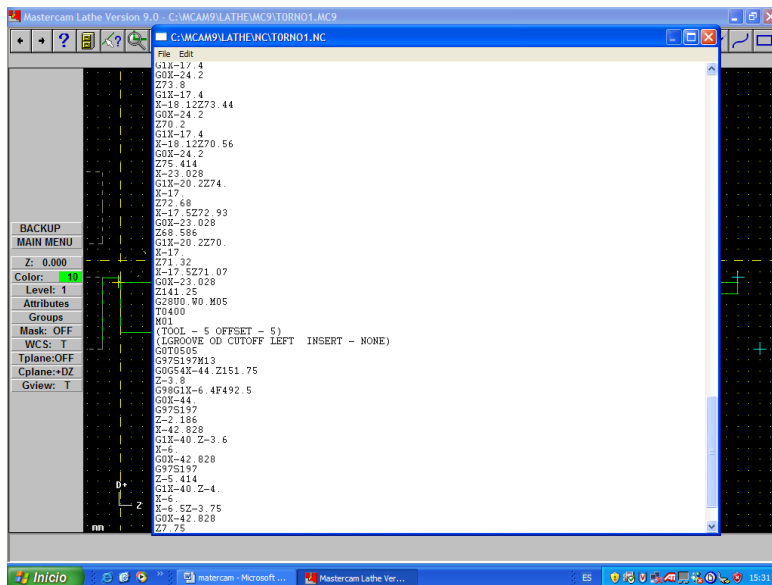 Mastercam Lathe Version 9.0 - C:\MCAM9\LATHE\MC9\TORNO1.MC9
C:\MCAM9\LATHE\NC\TORNO1.NC
File Edit
G1X-17.4
G0X-24.2
Z73.8
G1X-17.4
X-18.12Z73.44
G0X-24.2
Z70.2
G1X-17.4
X-18.12Z70.56
G0X-24.2
Z75.414
X-23.028
G1X-20.2Z74.
X-17.
Z72.68
X-17.5Z72.93
G0X-23.028
Z68.586
G1X-20.2Z70.
X-17.
Z71.32
X-17.5Z71.07
G0X-23.028
Z141.25
G28U0.W0.M05
T0400
M01
(TOOL - 5 OFFSET - 5)
(LGROOVE OD CUTOFF LEFT INSERT - NONE)
G0T0505
G97S197M13
G0G54X-44.Z151.75
Z-3.8
G98G1X-6.4F492.5
G0X-44.
G97S197
Z-2.186
X-42.828
G1X-40.Z-3.6
X-6.
G0X-42.828
G97S197
Z-5.414
G1X-40.Z-4.
X-6.
X-6.5Z-3.75
G0X-42.828
Z7.75
BACKUP
MAIN MENU
Z: 0.000
Color: 10
Level: 1
Attributes
Groups
Mask: OFF
WCS: T
Tplane:OFF
Cplane:+DZ
Gview: T
D+
Z
mm
Inicio
matercam - Microsoft ...
Mastercam Lathe Ver...
ES
15:31